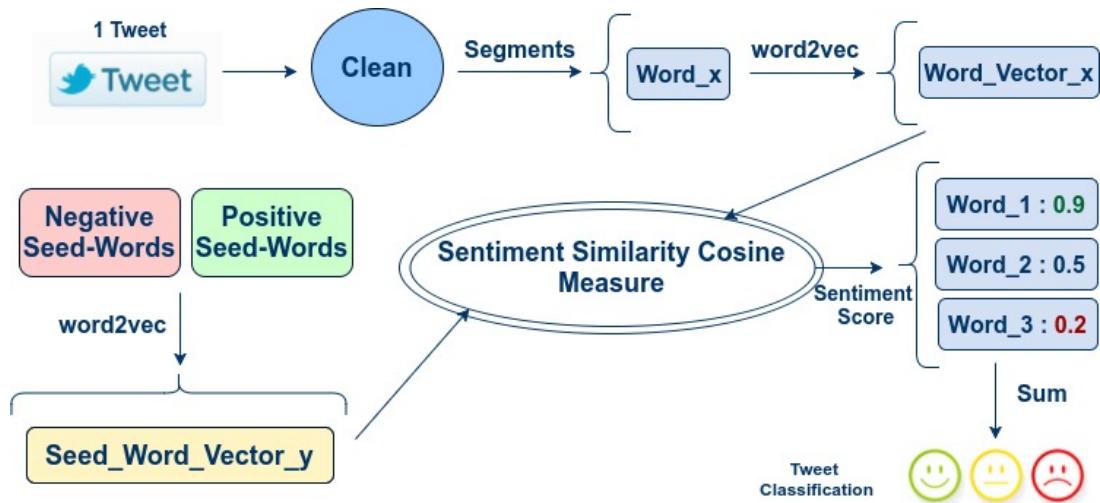 1 Tweet
Tweet
Clean
Segments
Word_x
word2vec
Word_Vector_x
Negative
Seed-Words
Positive
Seed-Words
word2vec
Seed_Word_Vector_y
Sentiment Similarity Cosine
Measure
Sentiment
Score
Word_1 : 0.9
Word_2 : 0.5
Word_3 : 0.2
Sum
Tweet
Classification